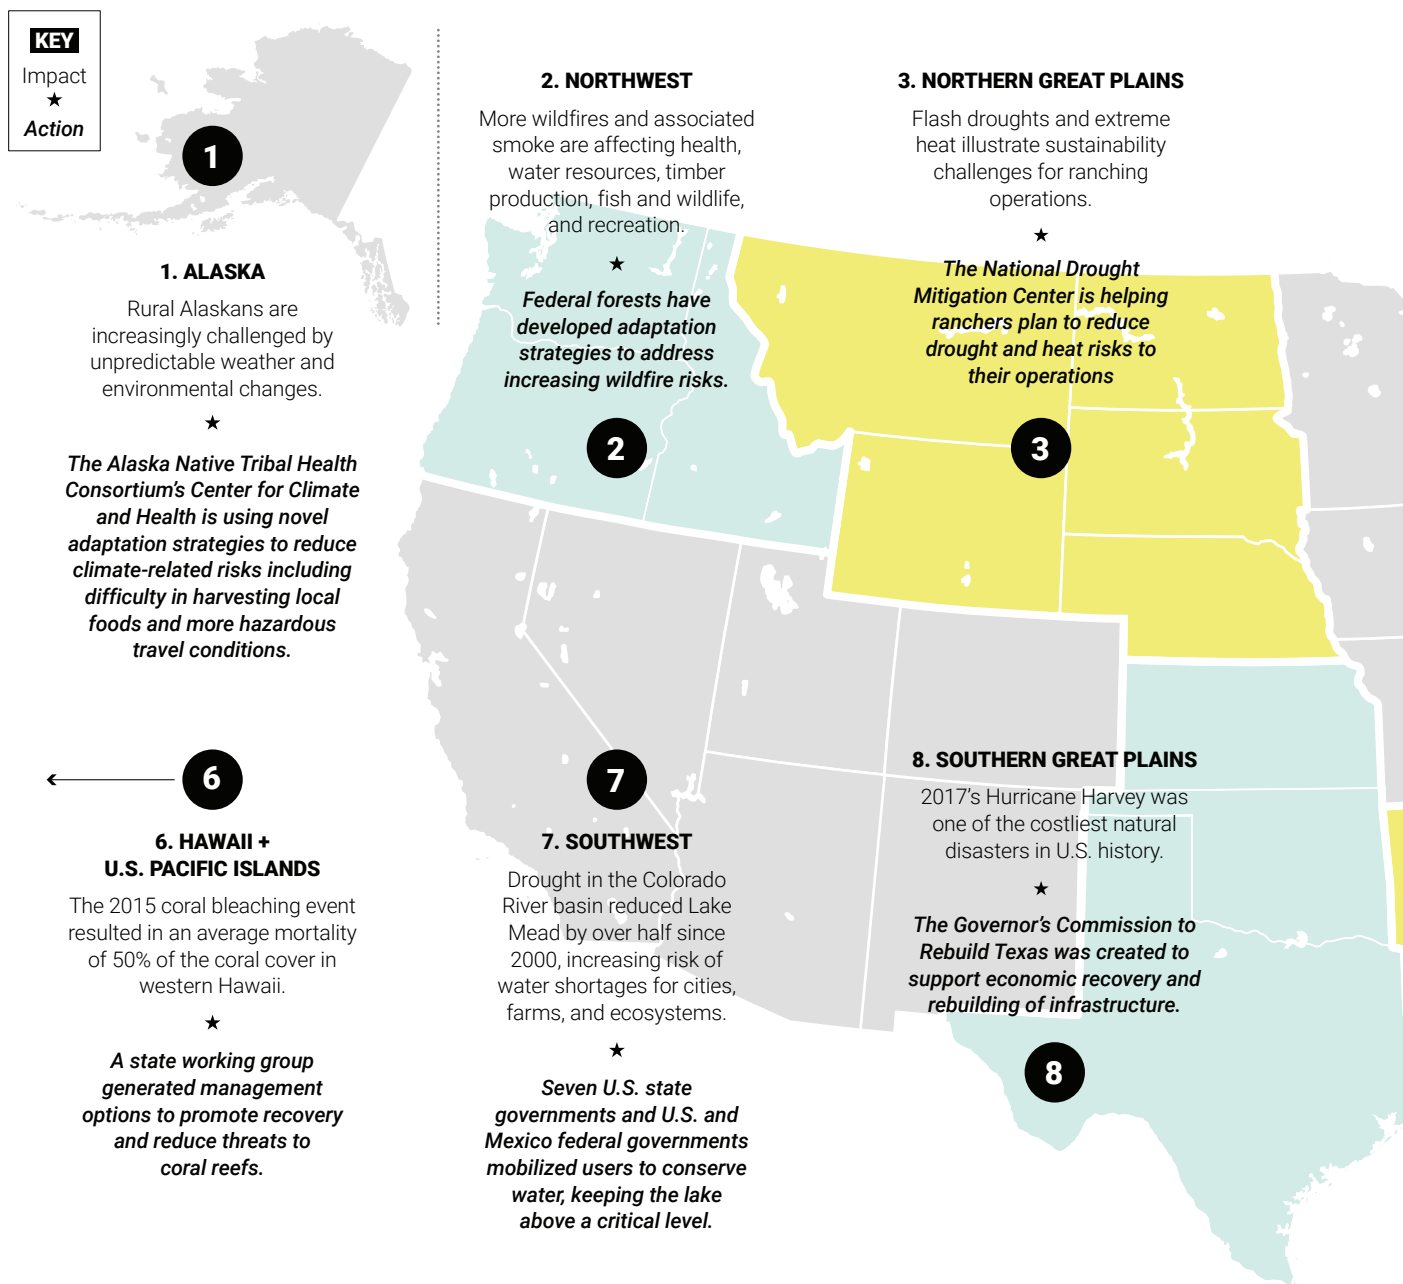 KEY
Impact
★
Action
1
1. ALASKA
Rural Alaskans are
increasingly challenged by
unpredictable weather and
environmental changes.
★
The Alaska Native Tribal Health
Consortium's Center for Climate
and Health is using novel
adaptation strategies to reduce
climate-related risks including
difficulty in harvesting local
foods and more hazardous
travel conditions.
2. NORTHWEST
More wildfires and associated
smoke are affecting health,
water resources, timber
production, fish and wildlife,
and recreation.
★
Federal forests have
developed adaptation
strategies to address
increasing wildfire risks.
2
3. NORTHERN GREAT PLAINS
Flash droughts and extreme
heat illustrate sustainability
challenges for ranching
operations.
★
The National Drought
Mitigation Center is helping
ranchers plan to reduce
drought and heat risks to
their operations
3
6
6. HAWAII +
U.S. PACIFIC ISLANDS
The 2015 coral bleaching event
resulted in an average mortality
of 50% of the coral cover in
western Hawaii.
★
A state working group
generated management
options to promote recovery
and reduce threats to
coral reefs.
7
7. SOUTHWEST
Drought in the Colorado
River basin reduced Lake
Mead by over half since
2000, increasing risk of
water shortages for cities,
farms, and ecosystems.
★
Seven U.S. state
governments and U.S. and
Mexico federal governments
mobilized users to conserve
water, keeping the lake
above a critical level.
8. SOUTHERN GREAT PLAINS
2017's Hurricane Harvey was
one of the costliest natural
disasters in U.S. history.
★
The Governor's Commission to
Rebuild Texas was created to
support economic recovery and
rebuilding of infrastructure.
8